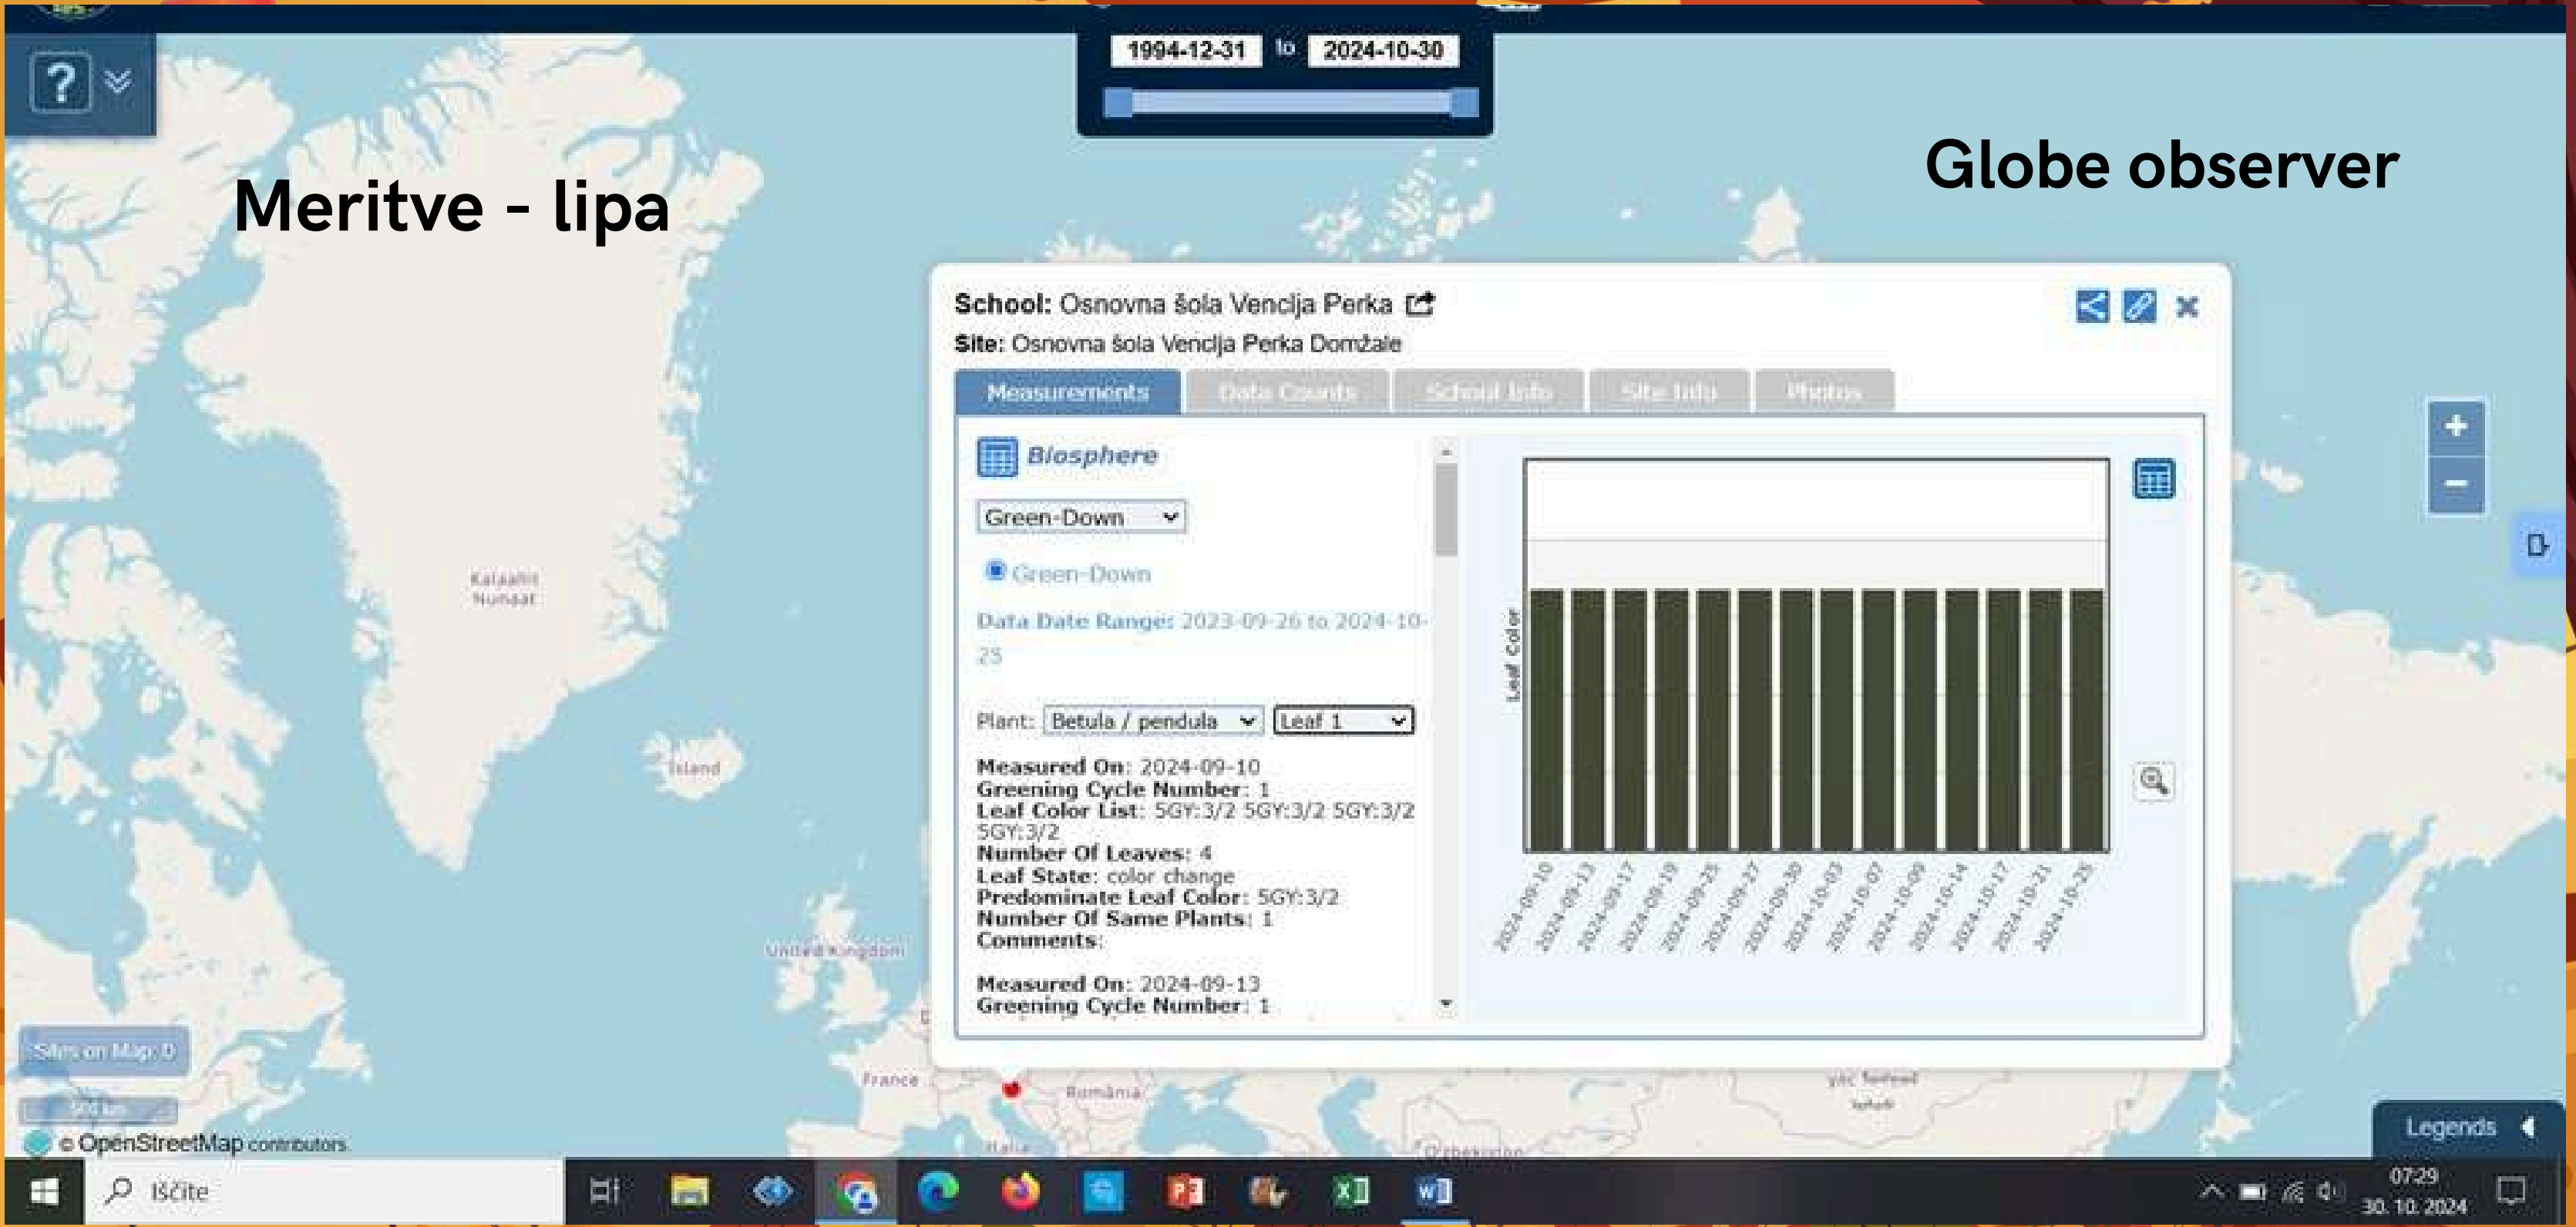 1994-12-31 to 2024-10-30
?
Globe observer
Meritve - lipa
School: Osnovna šola Vencija Perka
Site: Osnovna šola Vencija Perka Domžale
Measurements Data Counts School Info Site Info Photos
Biosphere
Green-Down
Green-Down
Data Date Range: 2023-09-26 to 2024-10-
25
Plant: Betula / pendula Leaf 1
Measured On: 2024-09-10
Greening Cycle Number: 1
Leaf Color List: 5GY:3/2 5GY:3/2 5GY:3/2
5GY:3/2
Number Of Leaves: 4
Leaf State: color change
Predominate Leaf Color: 5GY:3/2
Number Of Same Plants: 1
Comments:
Measured On: 2024-09-13
Greening Cycle Number: 1
Leaf Color
2024-09-10
2024-09-13
2024-09-17
2024-09-19
2024-09-25
2024-09-27
2024-09-30
2024-10-03
2024-10-07
2024-10-09
2024-10-14
2024-10-17
2024-10-21
2024-10-25
+
−
Kalaallit
Nunaat
Ísland
United Kingdom
France
România
Italia
Sites on Map: 0
500 km
© OpenStreetMap contributors.
Legends
Iščite
07:29
30. 10. 2024